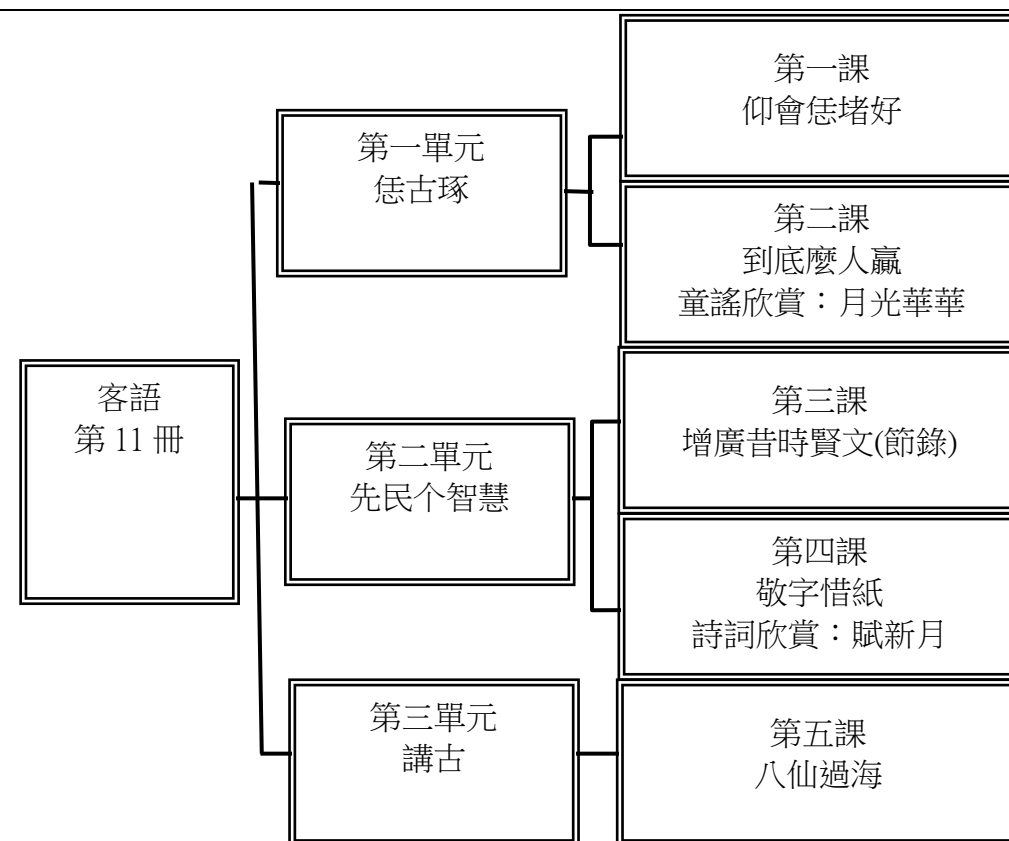 客語
第 11 冊
第一單元
恁古琢
第一課
仰會恁堵好
第二課
到底麼人贏
童謠欣賞：月光華華
第二單元
先民个智慧
第三課
增廣昔時賢文(節錄)
第四課
敬字惜紙
詩詞欣賞：賦新月
第三單元
講古
第五課
八仙過海